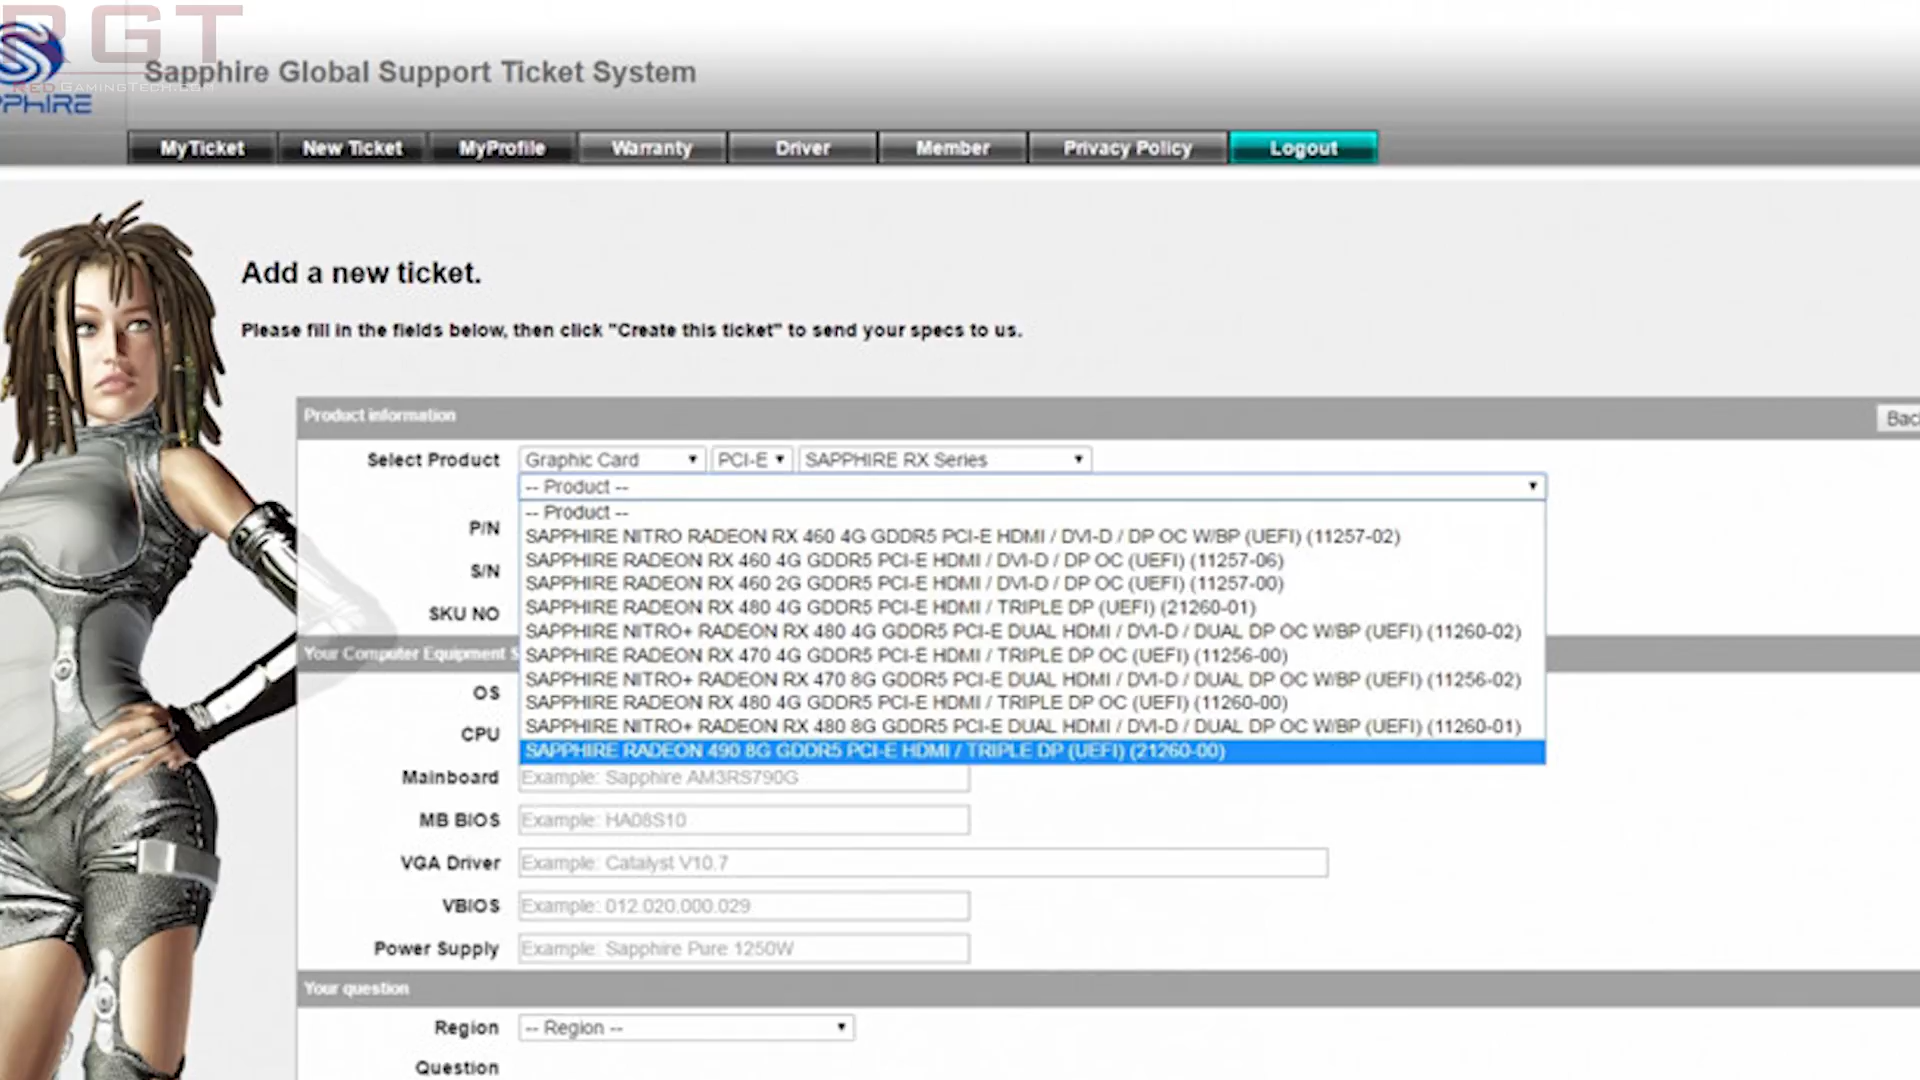 RGT
REDGAMINGTECH.COM
PPHIRE
Sapphire Global Support Ticket System
MyTicket New Ticket MyProfile Warranty Driver Member Privacy Policy Logout
Add a new ticket.
Please fill in the fields below, then click "Create this ticket" to send your specs to us.
Product information
Bac
Select Product Graphic Card PCI-E SAPPHIRE RX Series
-- Product --
-- Product --
P/N
SAPPHIRE NITRO RADEON RX 460 4G GDDR5 PCI-E HDMI / DVI-D / DP OC W/BP (UEFI) (11257-02)
SAPPHIRE RADEON RX 460 4G GDDR5 PCI-E HDMI / DVI-D / DP OC (UEFI) (11257-06)
S/N
SAPPHIRE RADEON RX 460 2G GDDR5 PCI-E HDMI / DVI-D / DP OC (UEFI) (11257-00)
SAPPHIRE RADEON RX 480 4G GDDR5 PCI-E HDMI / TRIPLE DP (UEFI) (21260-01)
SKU NO
SAPPHIRE NITRO+ RADEON RX 480 4G GDDR5 PCI-E DUAL HDMI / DVI-D / DUAL DP OC W/BP (UEFI) (11260-02)
Your Computer Equipment S
SAPPHIRE RADEON RX 470 4G GDDR5 PCI-E HDMI / TRIPLE DP OC (UEFI) (11256-00)
SAPPHIRE NITRO+ RADEON RX 470 8G GDDR5 PCI-E DUAL HDMI / DVI-D / DUAL DP OC W/BP (UEFI) (11256-02)
OS
SAPPHIRE RADEON RX 480 4G GDDR5 PCI-E HDMI / TRIPLE DP OC (UEFI) (11260-00)
SAPPHIRE NITRO+ RADEON RX 480 8G GDDR5 PCI-E DUAL HDMI / DVI-D / DUAL DP OC W/BP (UEFI) (11260-01)
CPU
SAPPHIRE RADEON 490 8G GDDR5 PCI-E HDMI / TRIPLE DP (UEFI) (21260-00)
Mainboard Example: Sapphire AM3RS790G
MB BIOS Example: HA08S10
VGA Driver Example: Catalyst V10.7
VBIOS Example: 012.020.000.029
Power Supply Example: Sapphire Pure 1250W
Your question
Region -- Region --
Question